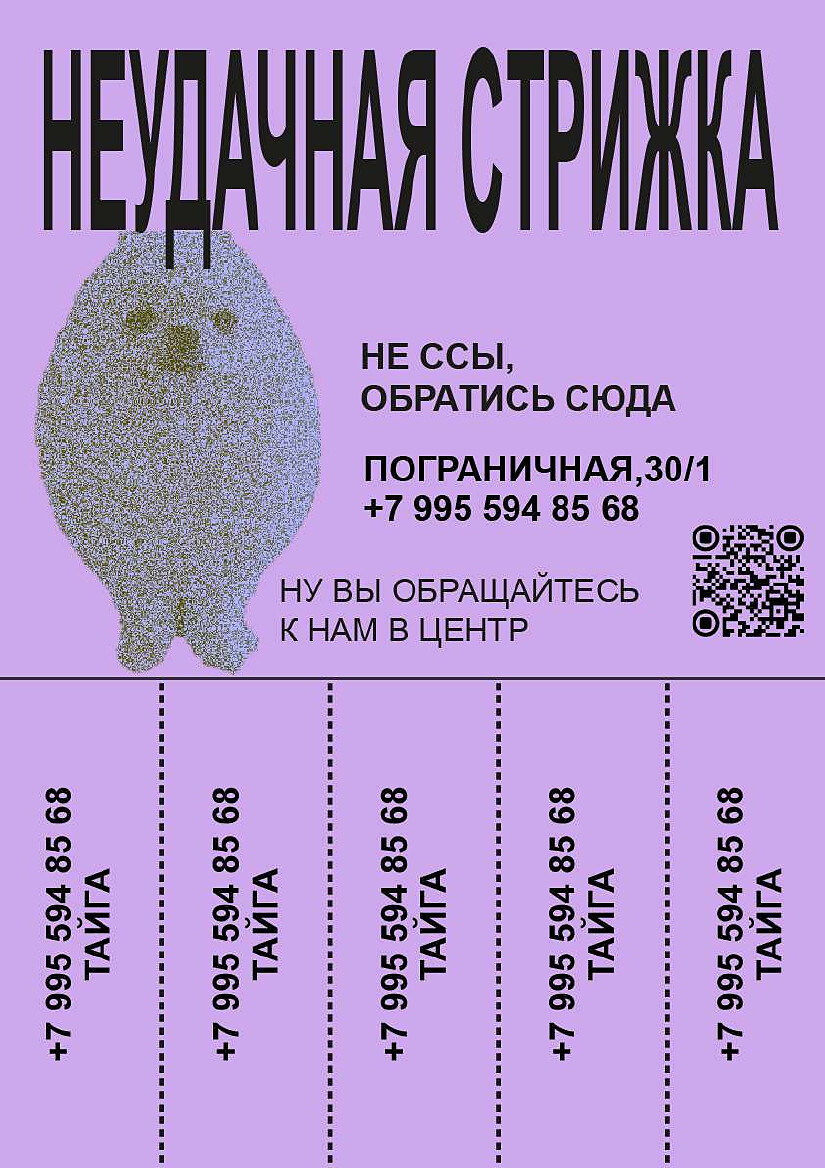 НЕУДАЧНАЯ СТРИЖКА
НЕ ССЫ,
ОБРАТИСЬ СЮДА
ПОГРАНИЧНАЯ,30/1
+7 995 594 85 68
НУ ВЫ ОБРАЩАЙТЕСЬ
К НАМ В ЦЕНТР
+7 995 594 85 68
ТАЙГА
+7 995 594 85 68
ТАЙГА
+7 995 594 85 68
ТАЙГА
+7 995 594 85 68
ТАЙГА
+7 995 594 85 68
ТАЙГА